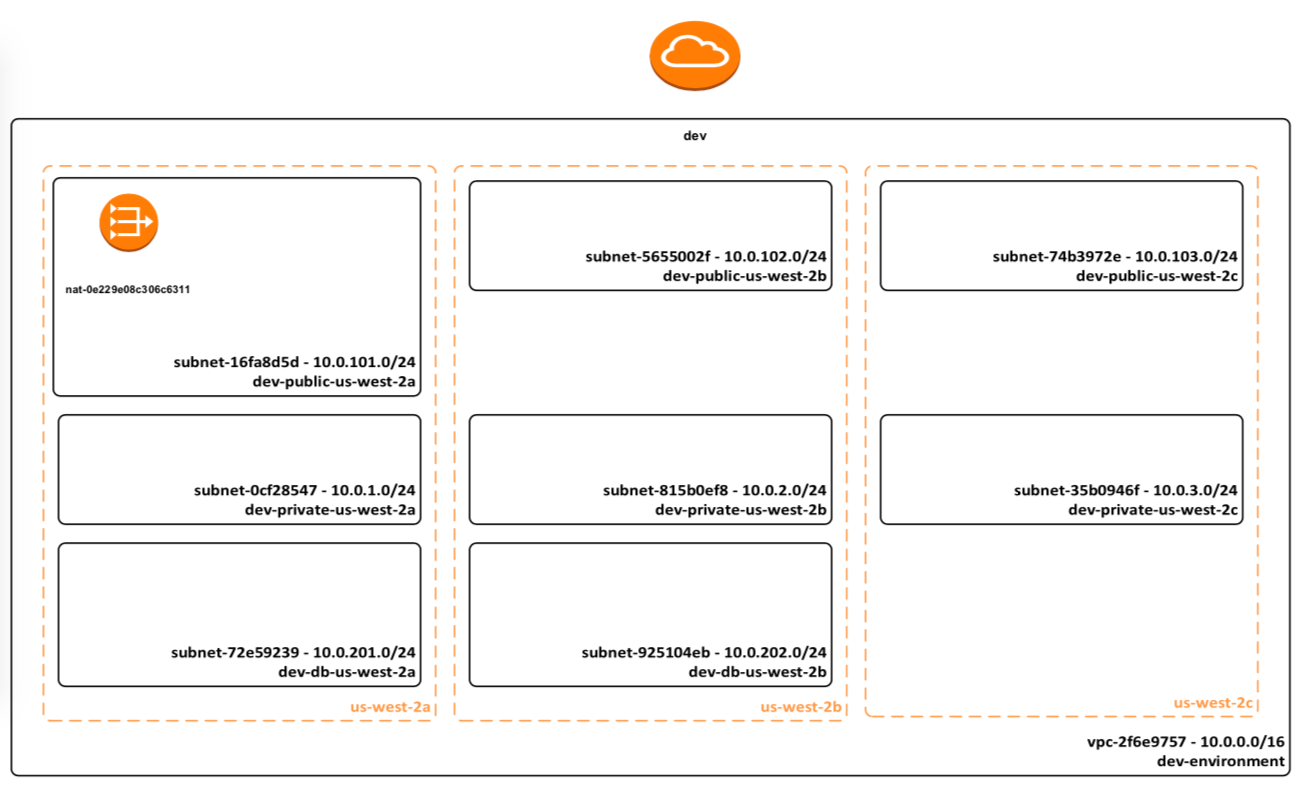 dev
nat-0e229e08c306c6311
subnet-16fa8d5d - 10.0.101.0/24
dev-public-us-west-2a
subnet-0cf28547 - 10.0.1.0/24
dev-private-us-west-2a
subnet-72e59239 - 10.0.201.0/24
dev-db-us-west-2a
us-west-2a
subnet-5655002f - 10.0.102.0/24
dev-public-us-west-2b
subnet-815b0ef8 - 10.0.2.0/24
dev-private-us-west-2b
subnet-925104eb - 10.0.202.0/24
dev-db-us-west-2b
us-west-2b
subnet-74b3972e - 10.0.103.0/24
dev-public-us-west-2c
subnet-35b0946f - 10.0.3.0/24
dev-private-us-west-2c
us-west-2c
vpc-2f6e9757 - 10.0.0.0/16
dev-environment